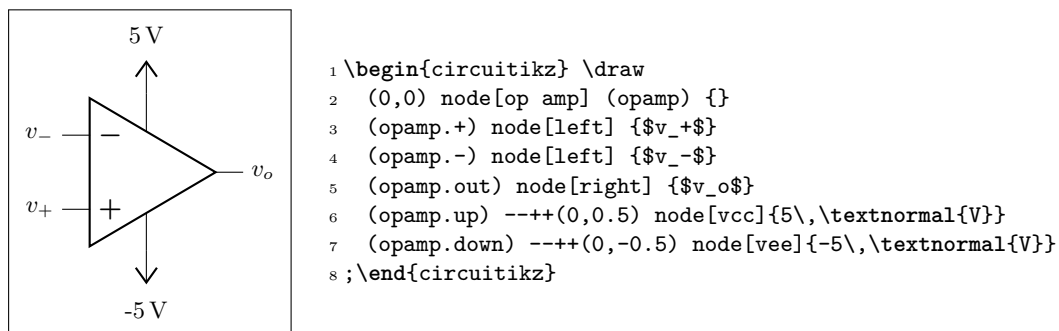 5 V
v−
−
v+
+
vo
-5 V
1 \begin{circuitikz} \draw
2 (0,0) node[op amp] (opamp) {}
3 (opamp.+) node[left] {$v_+$}
4 (opamp.-) node[left] {$v_-$}
5 (opamp.out) node[right] {$v_o$}
6 (opamp.up) --++(0,0.5) node[vcc]{5\,\textnormal{V}}
7 (opamp.down) --++(0,-0.5) node[vee]{-5\,\textnormal{V}}
8 ;\end{circuitikz}